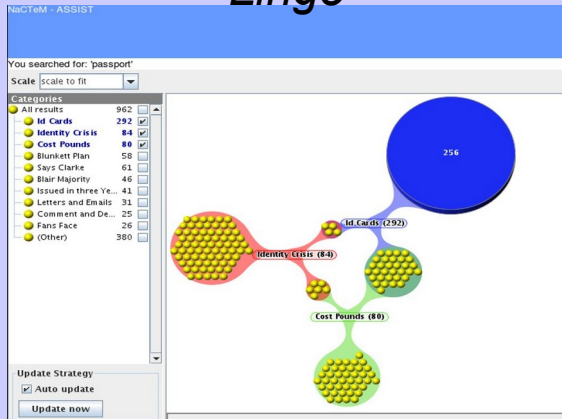 Lingo
NaCTeM - ASSIST
You searched for: 'passport'
Scale scale to fit
Categories
All results 962
Id Cards 292
Identity Crisis 84
Cost Pounds 80
Blunkett Plan 58
Says Clarke 61
Blair Majority 46
Issued in three Ye... 41
Letters and Emails 31
Comment and De... 25
Fans Face 26
(Other) 380
256
Id Cards (292)
Identity Crisis (84)
Cost Pounds (80)
Update Strategy
Auto update
Update now